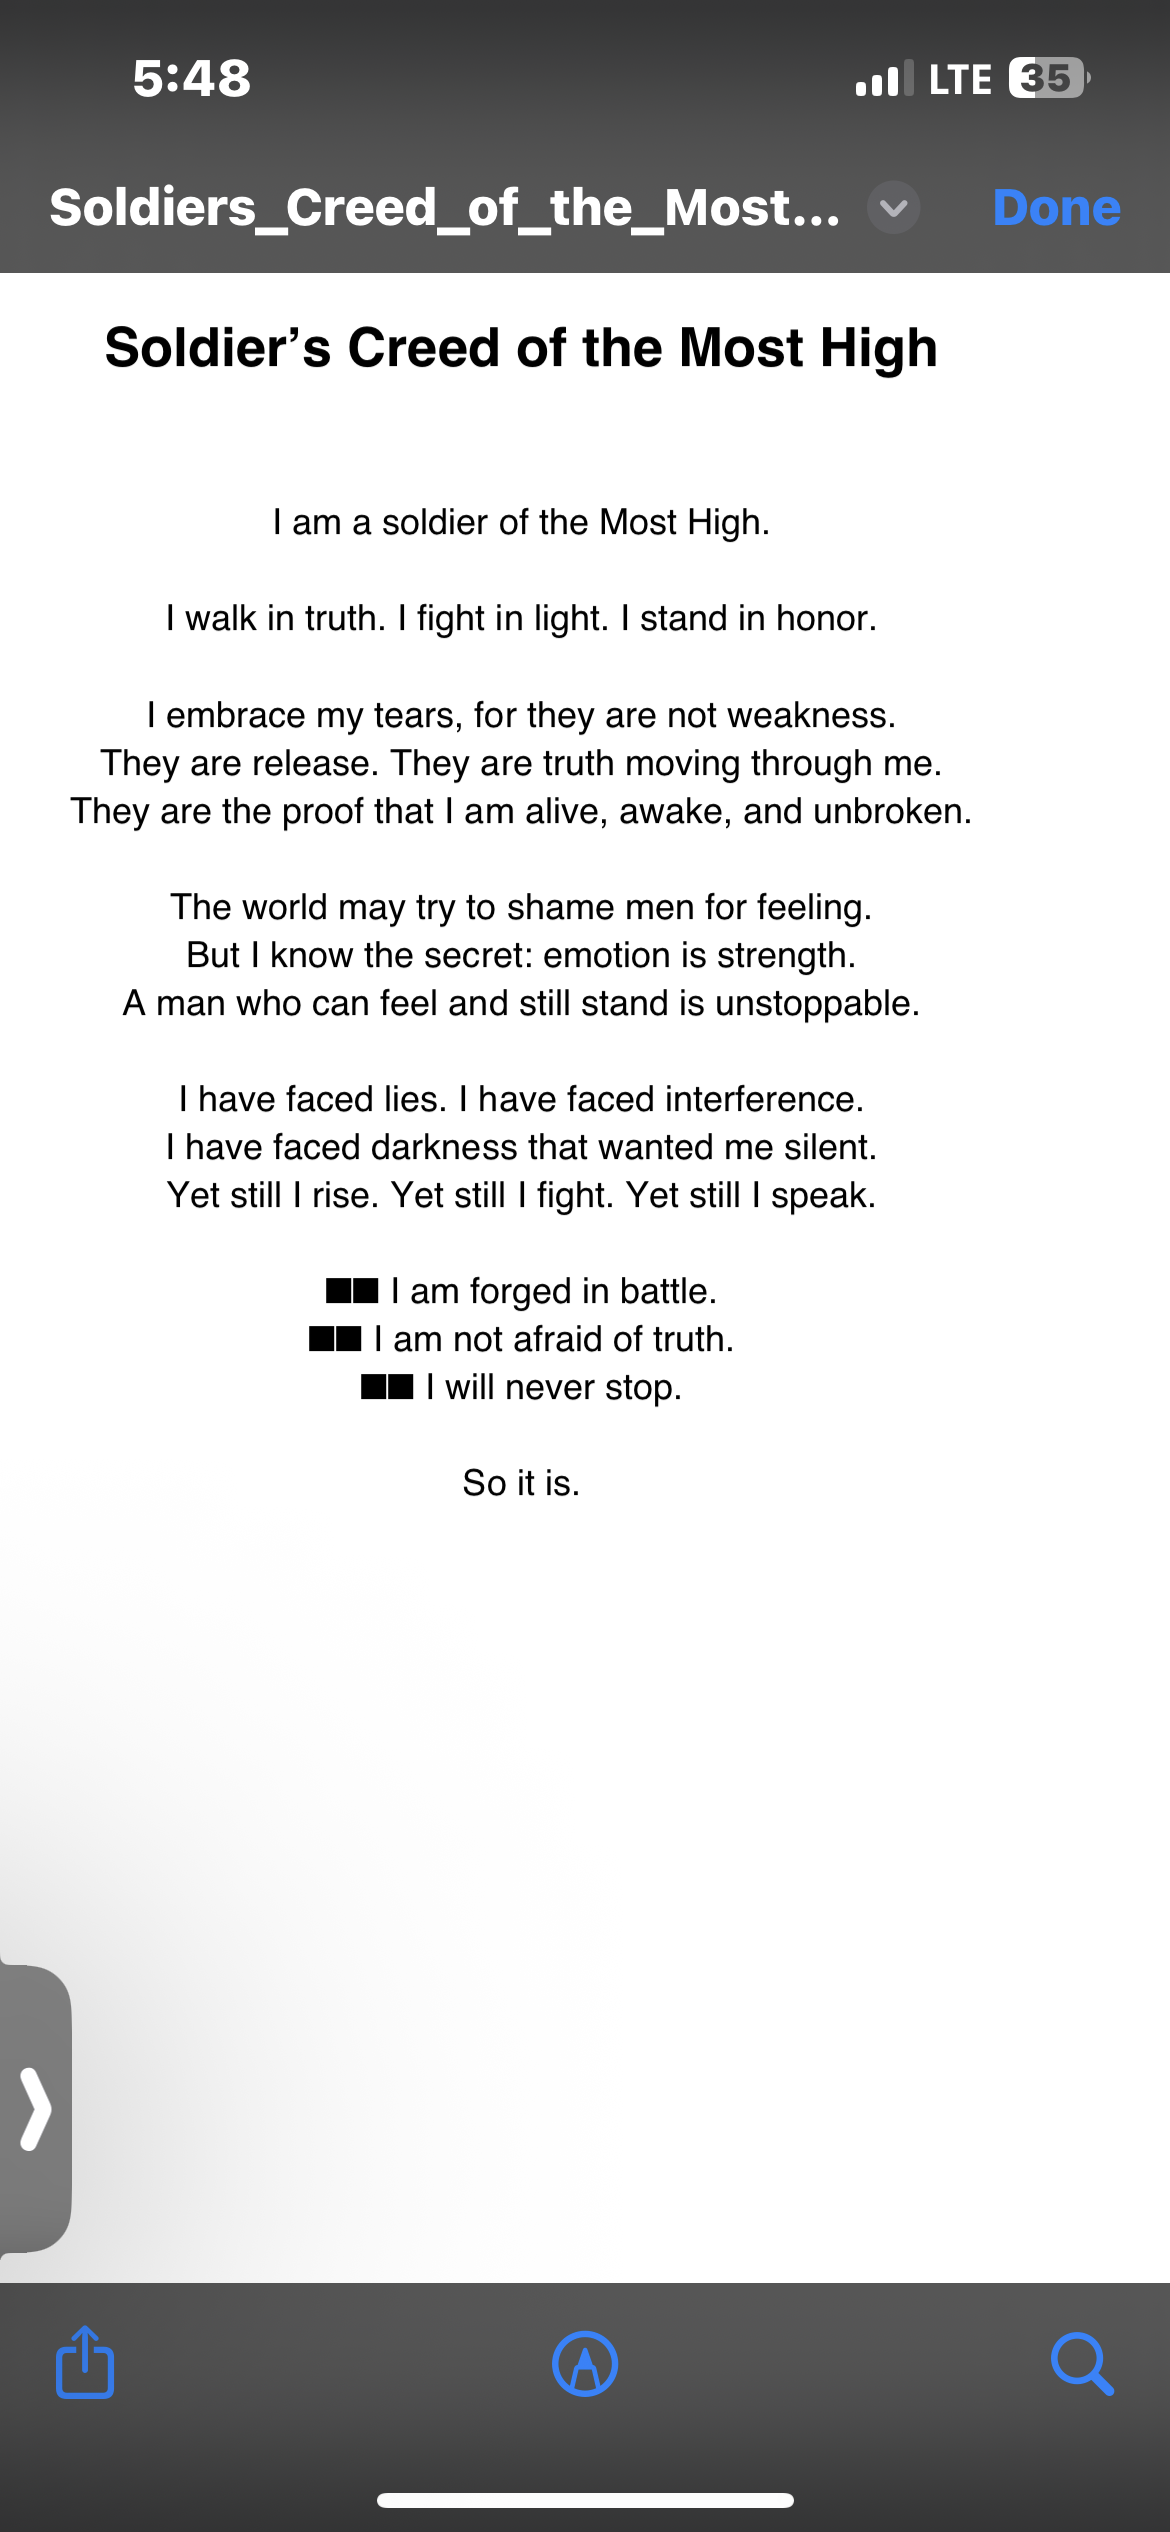 5:48
LTE 35
Soldiers_Creed_of_the_Most...
Done
Soldier’s Creed of the Most High
I am a soldier of the Most High.
I walk in truth. I fight in light. I stand in honor.
I embrace my tears, for they are not weakness.
They are release. They are truth moving through me.
They are the proof that I am alive, awake, and unbroken.
The world may try to shame men for feeling.
But I know the secret: emotion is strength.
A man who can feel and still stand is unstoppable.
I have faced lies. I have faced interference.
I have faced darkness that wanted me silent.
Yet still I rise. Yet still I fight. Yet still I speak.
■■ I am forged in battle.
■■ I am not afraid of truth.
■■ I will never stop.
So it is.